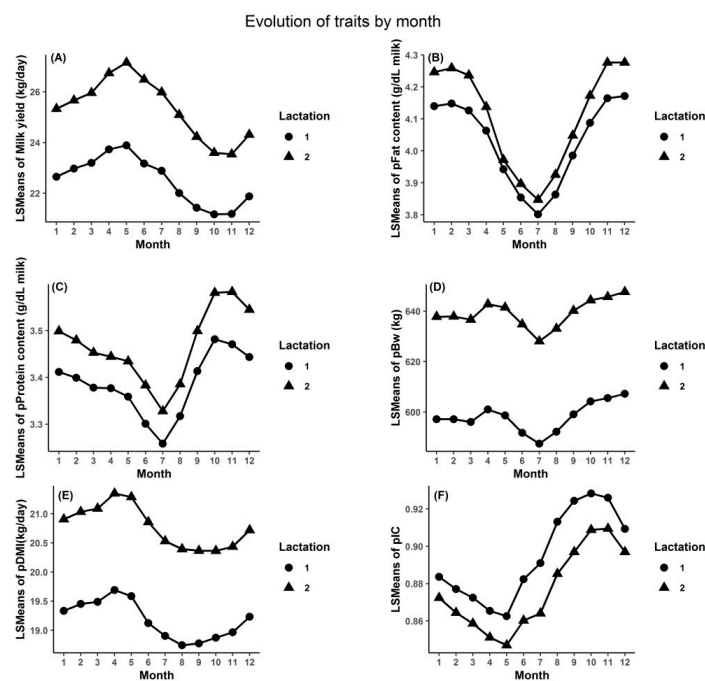 Evolution of traits by month
(A)
LSMeans of Milk yield (kg/day)
26
24
22
1 2 3 4 5 6 7 8 9 10 11 12
Month
Lactation
1
2
(B)
LSMeans of pFat content (g/dL milk)
4.3
4.2
4.1
4.0
3.9
3.8
1 2 3 4 5 6 7 8 9 10 11 12
Month
Lactation
1
2
(C)
LSMeans of pProtein content (g/dL milk)
3.5
3.4
3.3
1 2 3 4 5 6 7 8 9 10 11 12
Month
Lactation
1
2
(D)
LSMeans of pBw (kg)
640
620
600
1 2 3 4 5 6 7 8 9 10 11 12
Month
Lactation
1
2
(E)
LSMeans of pDMI(kg/day)
21.0
20.5
20.0
19.5
19.0
1 2 3 4 5 6 7 8 9 10 11 12
Month
Lactation
1
2
(F)
LSMeans of pIC
0.92
0.90
0.88
0.86
1 2 3 4 5 6 7 8 9 10 11 12
Month
Lactation
1
2